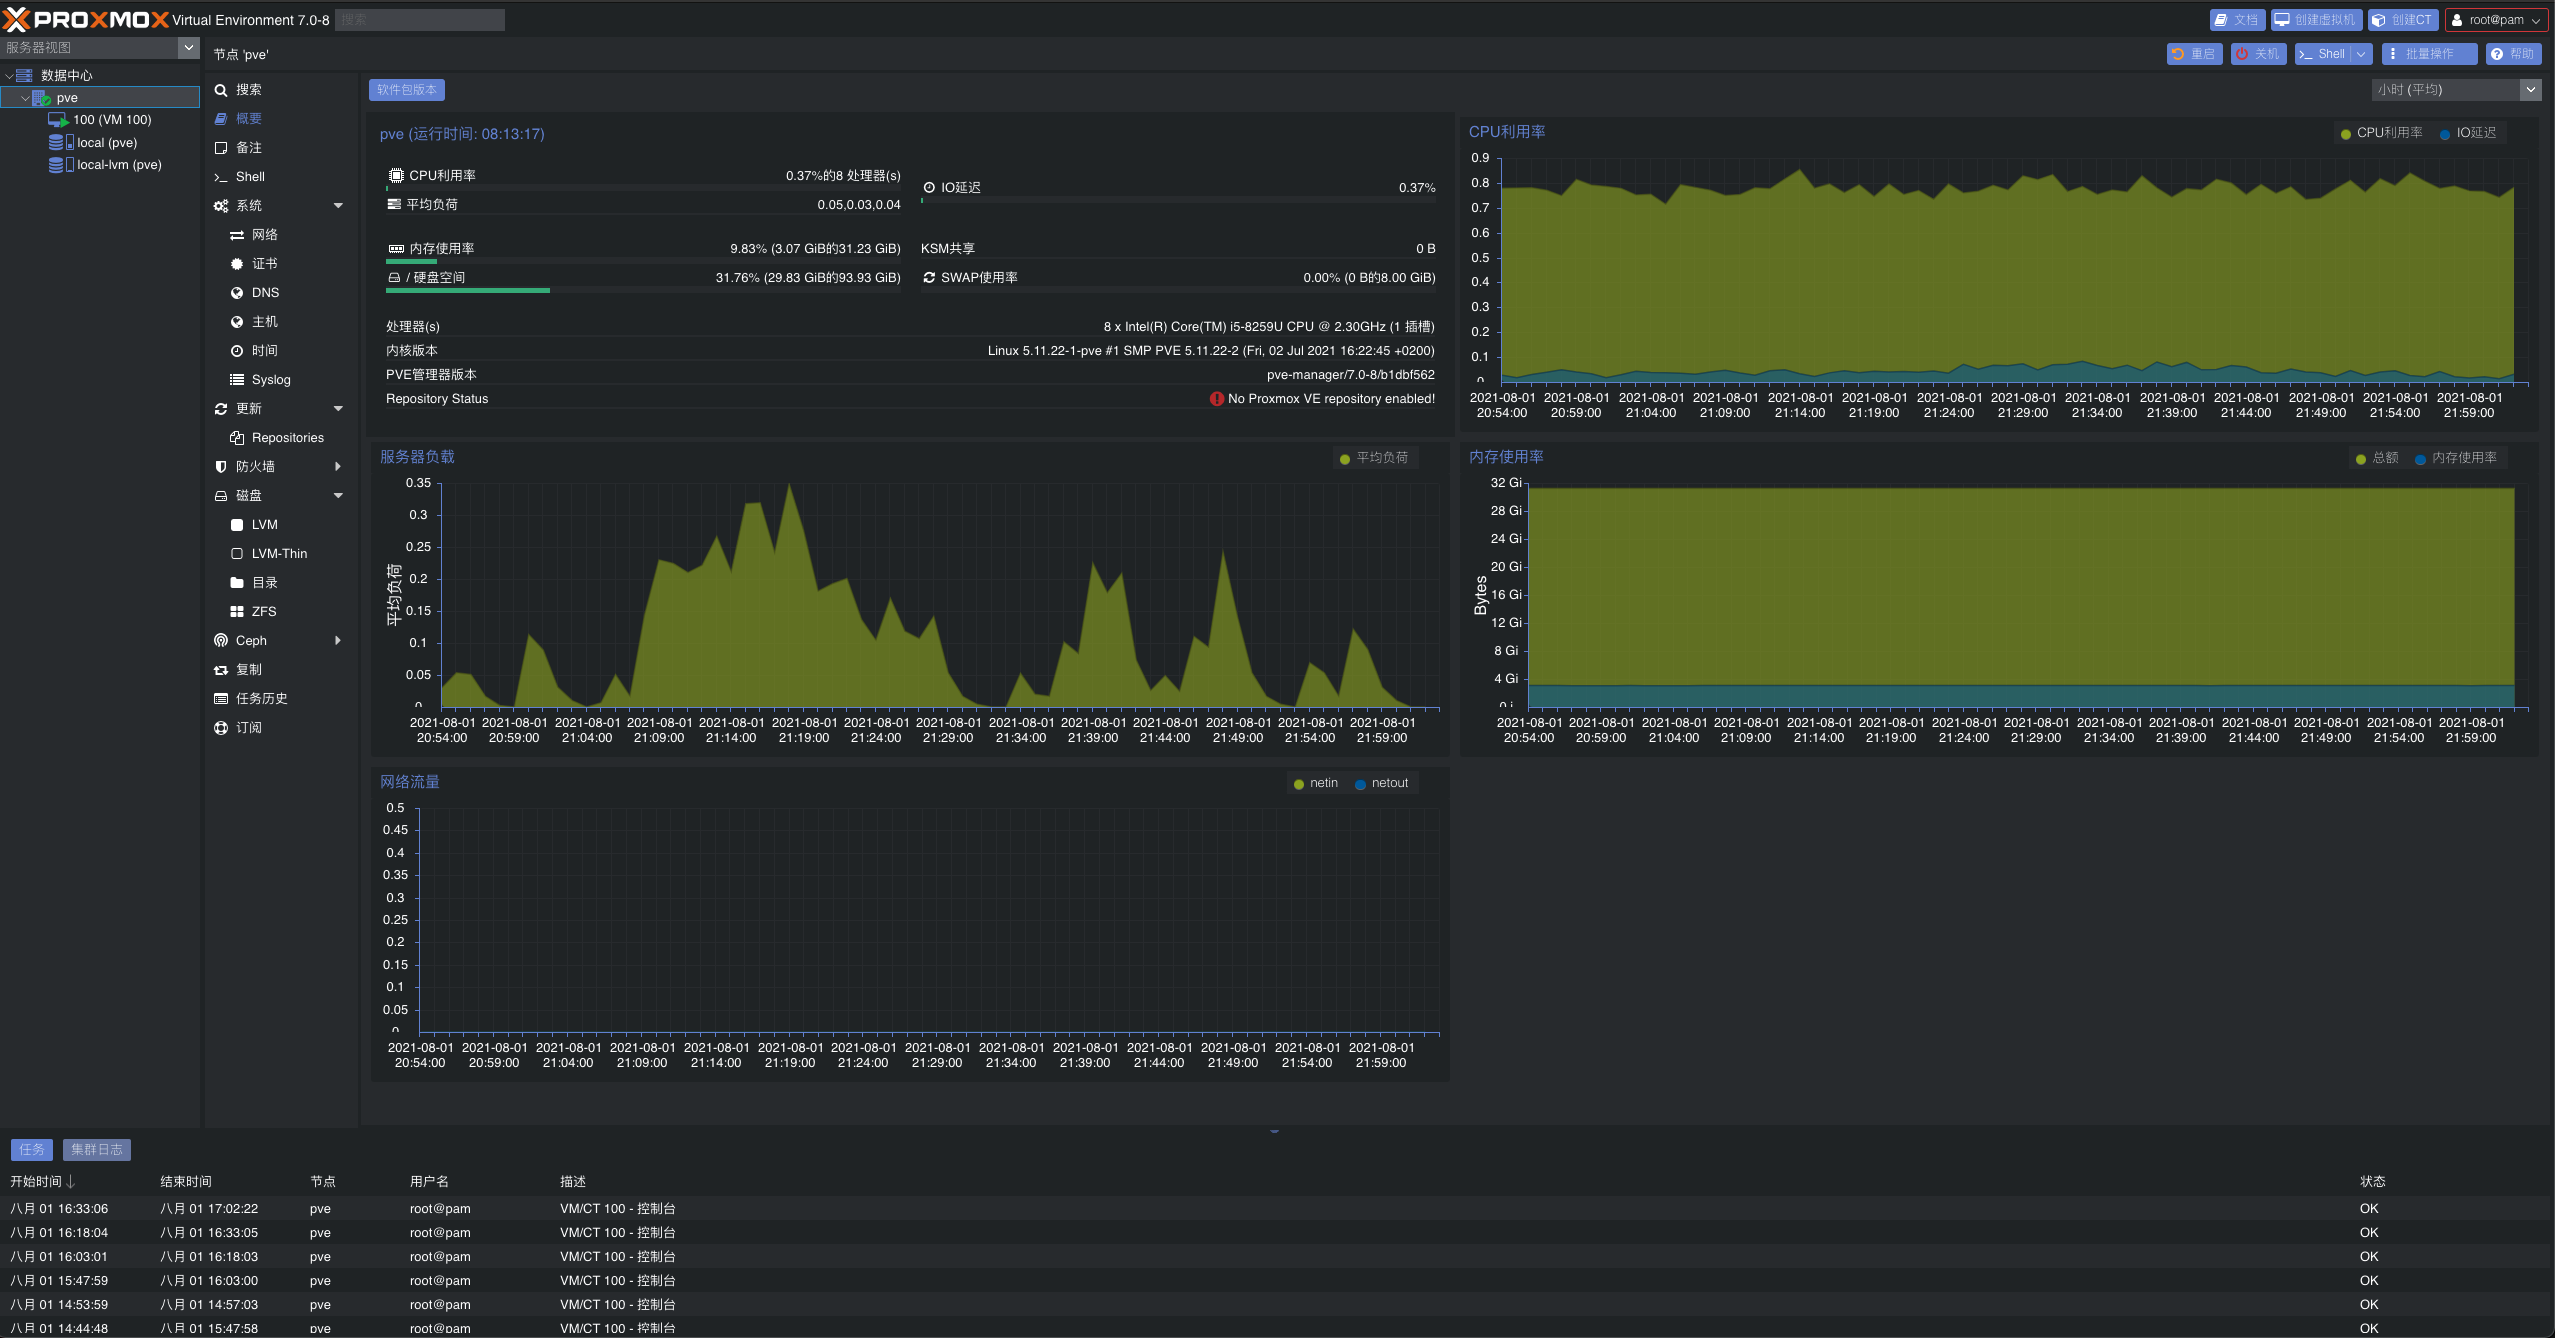 PROXMOX Virtual Environment 7.0-8 搜索 文档 创建虚拟机 创建CT root@pam
服务器视图
数据中心
pve
100 (VM 100)
local (pve)
local-lvm (pve)
节点 'pve' 重启 关机 Shell 批量操作 帮助
搜索
概要
备注
Shell
系统
网络
证书
DNS
主机
时间
Syslog
更新
Repositories
防火墙
磁盘
LVM
LVM-Thin
目录
ZFS
Ceph
复制
任务历史
订阅
软件包版本 小时 (平均)
pve (运行时间: 08:13:17)
CPU利用率 0.37%的8 处理器(s)
IO延迟 0.37%
平均负荷 0.05,0.03,0.04
内存使用率 9.83% (3.07 GiB的31.23 GiB)
KSM共享 0 B
/ 硬盘空间 31.76% (29.83 GiB的93.93 GiB)
SWAP使用率 0.00% (0 B的8.00 GiB)
处理器(s) 8 x Intel(R) Core(TM) i5-8259U CPU @ 2.30GHz (1 插槽)
内核版本 Linux 5.11.22-1-pve #1 SMP PVE 5.11.22-2 (Fri, 02 Jul 2021 16:22:45 +0200)
PVE管理器版本 pve-manager/7.0-8/b1dbf562
Repository Status No Proxmox VE repository enabled!
CPU利用率 CPU利用率 IO延迟
0.9
0.8
0.7
0.6
0.5
0.4
0.3
0.2
0.1
0
2021-08-01 2021-08-01 2021-08-01 2021-08-01 2021-08-01 2021-08-01 2021-08-01 2021-08-01 2021-08-01 2021-08-01 2021-08-01 2021-08-01 2021-08-01 2021-08-01
20:54:00 20:59:00 21:04:00 21:09:00 21:14:00 21:19:00 21:24:00 21:29:00 21:34:00 21:39:00 21:44:00 21:49:00 21:54:00 21:59:00
服务器负载 平均负荷
平均负荷
0.35
0.3
0.25
0.2
0.15
0.1
0.05
0
2021-08-01 2021-08-01 2021-08-01 2021-08-01 2021-08-01 2021-08-01 2021-08-01 2021-08-01 2021-08-01 2021-08-01 2021-08-01 2021-08-01 2021-08-01 2021-08-01
20:54:00 20:59:00 21:04:00 21:09:00 21:14:00 21:19:00 21:24:00 21:29:00 21:34:00 21:39:00 21:44:00 21:49:00 21:54:00 21:59:00
内存使用率 总额 内存使用率
Bytes
32 Gi
28 Gi
24 Gi
20 Gi
16 Gi
12 Gi
8 Gi
4 Gi
0 i
2021-08-01 2021-08-01 2021-08-01 2021-08-01 2021-08-01 2021-08-01 2021-08-01 2021-08-01 2021-08-01 2021-08-01 2021-08-01 2021-08-01 2021-08-01 2021-08-01
20:54:00 20:59:00 21:04:00 21:09:00 21:14:00 21:19:00 21:24:00 21:29:00 21:34:00 21:39:00 21:44:00 21:49:00 21:54:00 21:59:00
网络流量 netin netout
0.5
0.45
0.4
0.35
0.3
0.25
0.2
0.15
0.1
0.05
0
2021-08-01 2021-08-01 2021-08-01 2021-08-01 2021-08-01 2021-08-01 2021-08-01 2021-08-01 2021-08-01 2021-08-01 2021-08-01 2021-08-01 2021-08-01 2021-08-01
20:54:00 20:59:00 21:04:00 21:09:00 21:14:00 21:19:00 21:24:00 21:29:00 21:34:00 21:39:00 21:44:00 21:49:00 21:54:00 21:59:00
任务 集群日志
开始时间 结束时间 节点 用户名 描述 状态
八月 01 16:33:06 八月 01 17:02:22 pve root@pam VM/CT 100 - 控制台 OK
八月 01 16:18:04 八月 01 16:33:05 pve root@pam VM/CT 100 - 控制台 OK
八月 01 16:03:01 八月 01 16:18:03 pve root@pam VM/CT 100 - 控制台 OK
八月 01 15:47:59 八月 01 16:03:00 pve root@pam VM/CT 100 - 控制台 OK
八月 01 14:53:59 八月 01 14:57:03 pve root@pam VM/CT 100 - 控制台 OK
八月 01 14:44:48 八月 01 15:47:58 pve root@pam VM/CT 100 - 控制台 OK